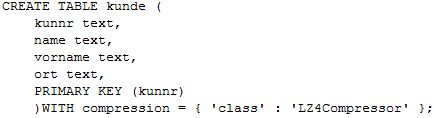 CREATE TABLE kunde (
    kunnr text,
    name text,
    vorname text,
    ort text,
    PRIMARY KEY (kunnr)
    )WITH compression = { 'class' : 'LZ4Compressor' };